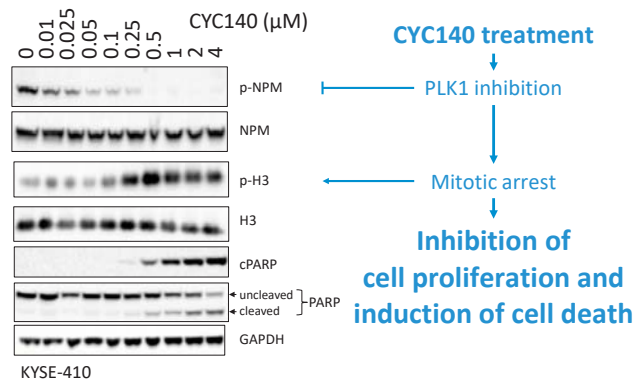 CYC140 (µM)
0 0.01 0.025 0.05 0.1 0.25 0.5 1 2 4
p-NPM
NPM
p-H3
H3
cPARP
uncleaved
cleaved
PARP
GAPDH
KYSE-410
CYC140 treatment
PLK1 inhibition
Mitotic arrest
Inhibition of
cell proliferation and
induction of cell death